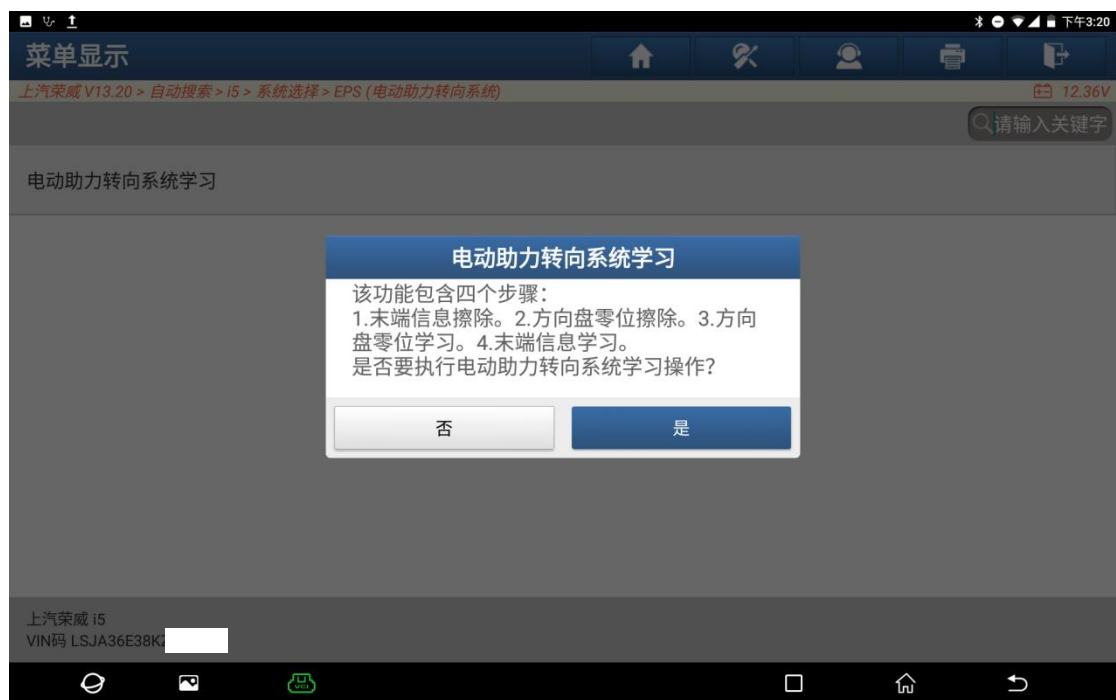 下午3:20
菜单显示
上汽荣威 V13.20 > 自动搜索 > i5 > 系统选择 > EPS (电动助力转向系统)
12.36V
请输入关键字
电动助力转向系统学习
电动助力转向系统学习
该功能包含四个步骤：
1.末端信息擦除。2.方向盘零位擦除。3.方向
盘零位学习。4.末端信息学习。
是否要执行电动助力转向系统学习操作?
否
是
上汽荣威 i5
VIN码 LSJA36E38K
VCI